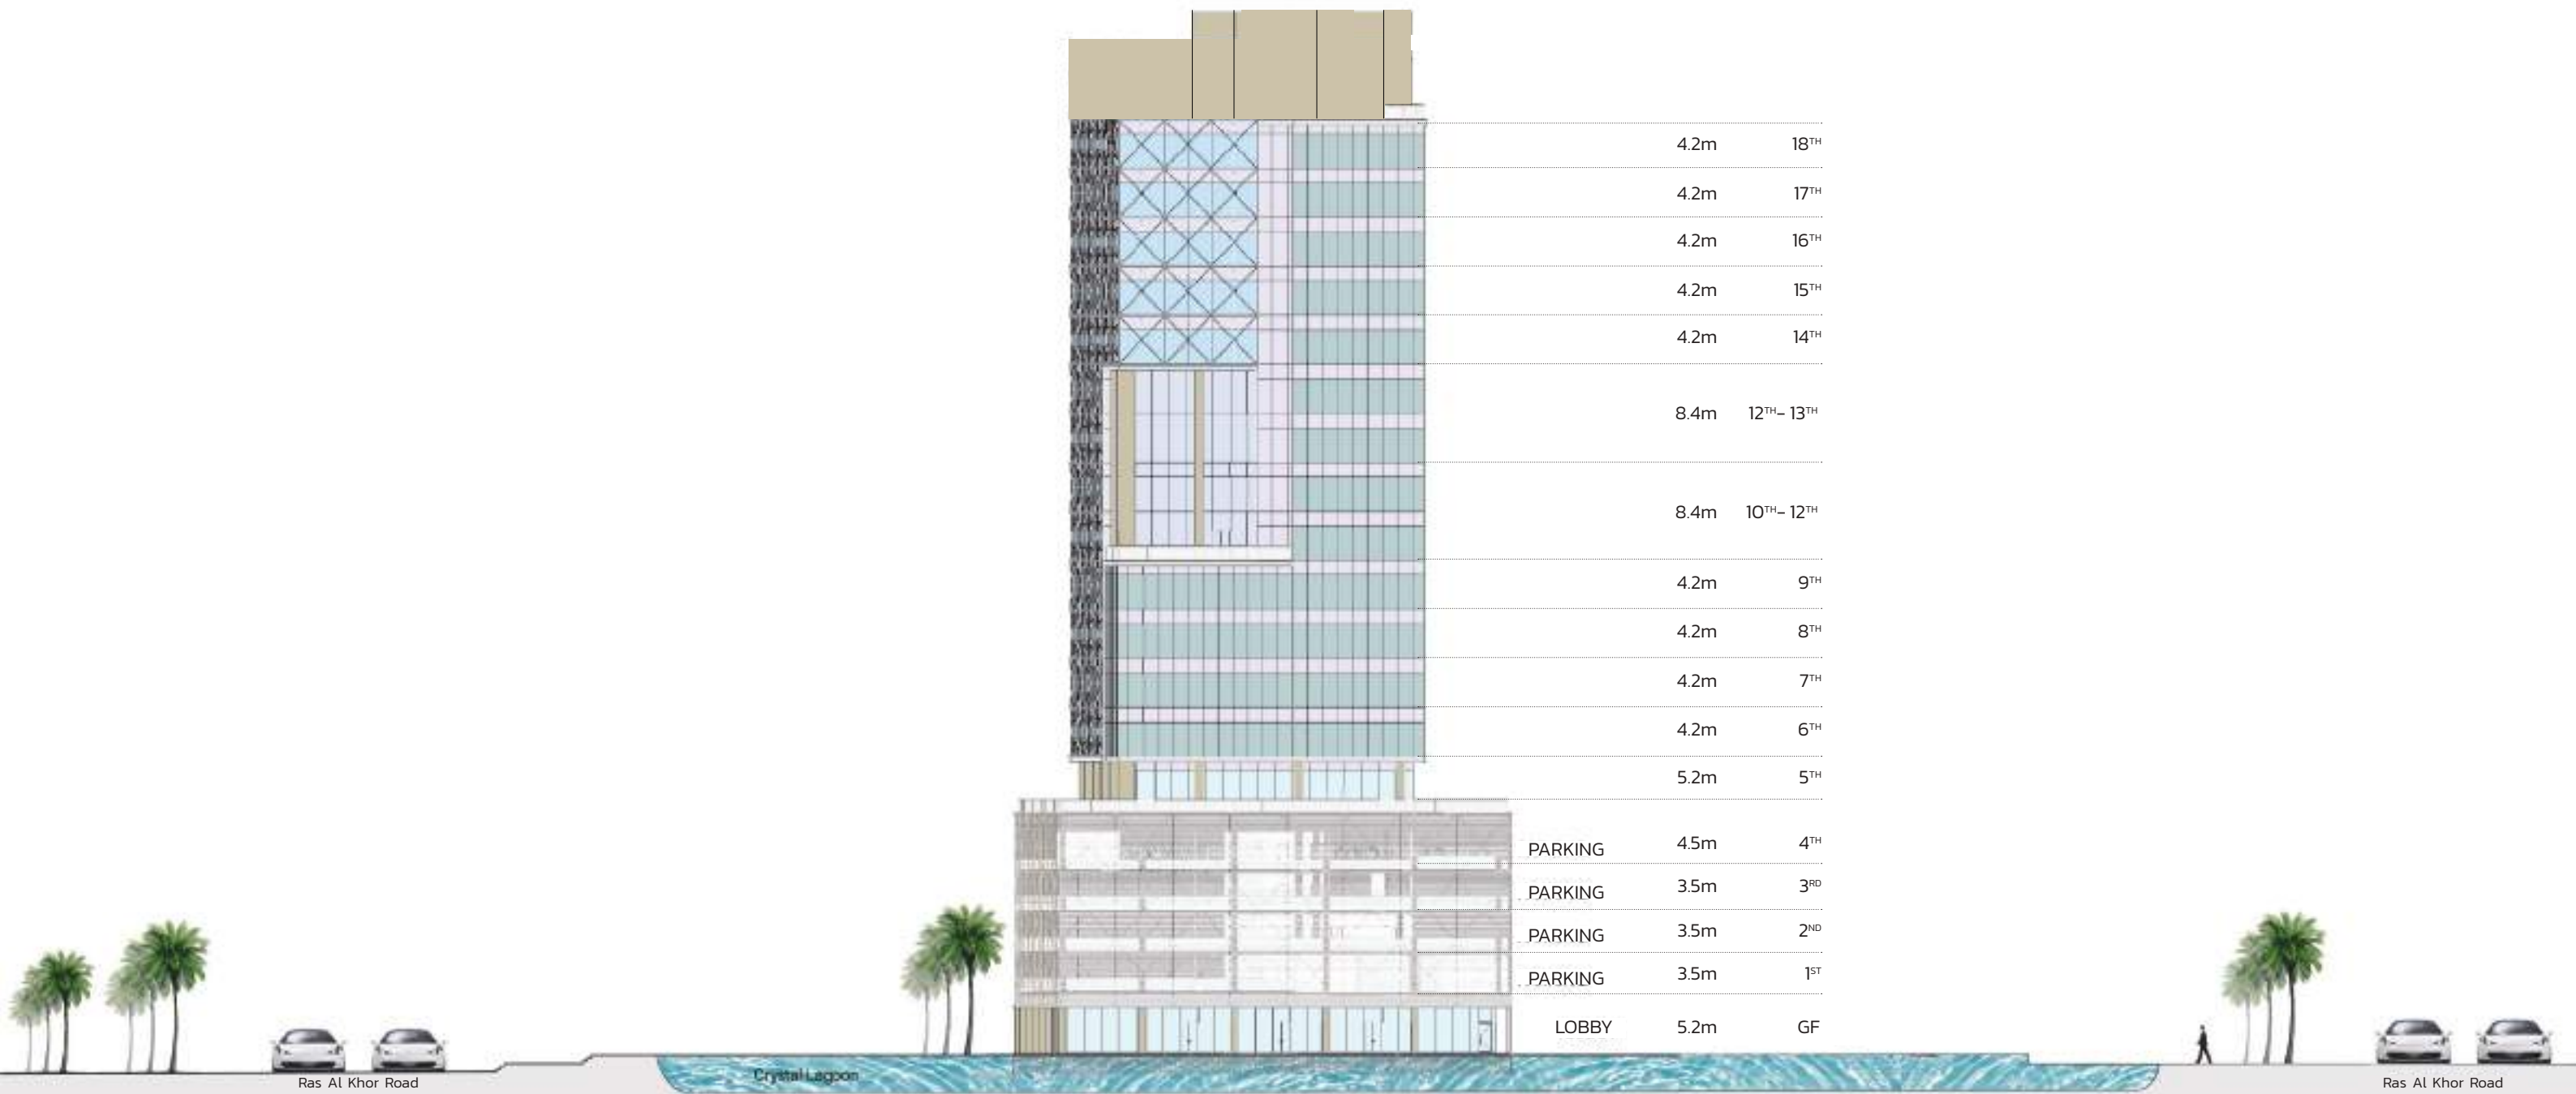 4.2m 18TH
4.2m 17TH
4.2m 16TH
4.2m 15TH
4.2m 14TH
8.4m 12TH– 13TH
8.4m 10TH– 12TH
4.2m 9TH
4.2m 8TH
4.2m 7TH
4.2m 6TH
5.2m 5TH
PARKING 4.5m 4TH
PARKING 3.5m 3RD
PARKING 3.5m 2ND
PARKING 3.5m 1ST
LOBBY 5.2m GF
Crystal Lagoon
Ras Al Khor Road
Ras Al Khor Road